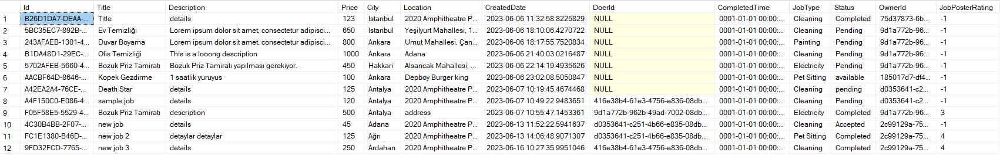 Id Title Description Price City Location CreatedDate DoerId CompletedTime JobType Status OwnerId JobPosterRating
1 B26D1DA7-DEAA-... Title details 123 Istanbul 2020 Amphitheatre P... 2023-06-06 11:32:58.8225829 NULL 0001-01-01 00:00:... Cleaning Completed 75d37873-6b... -1
2 5BC35EC7-892B-... Ev Temizliği Lorem ipsum dolor sit amet, consectetur adipisci... 650 Istanbul Yeşilyurt Mahallesi, 1... 2023-06-06 18:10:06.4270722 NULL 0001-01-01 00:00:... Cleaning Pending 9d1a772b-96... -1
3 243AFAEB-1301-4... Duvar Boyama Lorem ipsum dolor sit amet, consectetur adipisci... 800 Ankara Umut Mahallesi, Çan... 2023-06-06 18:17:55.7520834 NULL 0001-01-01 00:00:... Painting Pending 9d1a772b-96... -1
4 B1DA48D1-29EC-... Ofis Temizliği This is a looong description 1000 Ankara Adana 2023-06-06 21:40:03.0216487 NULL 0001-01-01 00:00:... Cleaning Pending 9d1a772b-96... -1
5 5702AFEB-5660-4... Bozuk Priz Tamiratı Bozuk Priz Tamiratı yapılması gerekiyor. 450 Hakkari Alsancak Mahallesi, ... 2023-06-06 22:14:19.4935626 NULL 0001-01-01 00:00:... Electricity Pending 9d1a772b-96... -1
6 AACBF64D-8646-... Kopek Gezdirme 1 saatlik yuruyus 100 Ankara Depboy Burger king 2023-06-06 23:02:08.5050847 NULL 0001-01-01 00:00:... Pet Sitting available 185017d7-df4... -1
7 A42EA2A4-76CE-... Death Star details 125 Antalya 2020 Amphitheatre P... 2023-06-07 10:19:45.4674468 NULL 0001-01-01 00:00:... Cleaning pending d0353641-c2... -1
8 A4F150C0-E086-4... sample job details 120 Antalya 2020 Amphitheatre P... 2023-06-07 10:49:22.9483651 416e38b4-61e3-4756-e836-08db... 0001-01-01 00:00:... Cleaning Pending d0353641-c2... -1
9 F05F58E5-5529-4... Bozuk Priz Tamiratı description 500 Antalya address 2023-06-07 10:55:47.1453361 9d1a772b-962b-49ad-7002-08db... 0001-01-01 00:00:... Electricity Completed 9d1a772b-96... 3
10 4C30B4BB-2F07-... new job details 45 Adana 2020 Amphitheatre P... 2023-06-13 11:52:22.5941637 d0353641-c251-4b66-e835-08db... 0001-01-01 00:00:... Cleaning Accepted 2c99129a-75... -1
11 FC1E1380-B46D-... new job 2 detaylar detaylar 125 Ağrı 2020 Amphitheatre P... 2023-06-13 14:06:48.9071307 d0353641-c251-4b66-e835-08db... 0001-01-01 00:00:... Pet Sitting Completed 2c99129a-75... 4
12 9FD32FCD-7765-... new job 3 details 250 Ardahan 2020 Amphitheatre P... 2023-06-16 10:27:35.9951046 416e38b4-61e3-4756-e836-08db... 0001-01-01 00:00:... Cleaning Completed 2c99129a-75... 4